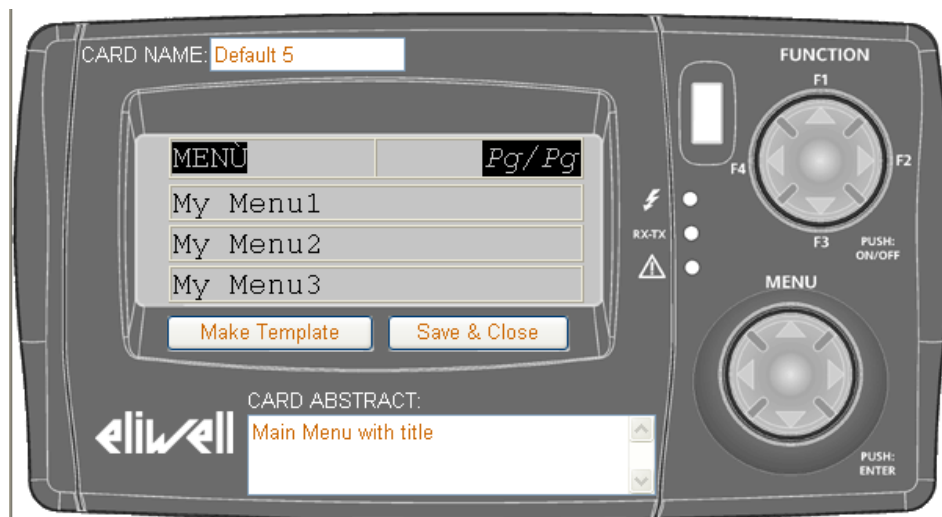 CARD NAME: Default 5
FUNCTION
F1
MENÙ Pg/Pg
F4 F2
My Menu1
My Menu2
RX-TX
F3 PUSH:
ON/OFF
My Menu3
MENU
Make Template Save & Close
CARD ABSTRACT:
eliwell
Main Menu with title
PUSH:
ENTER